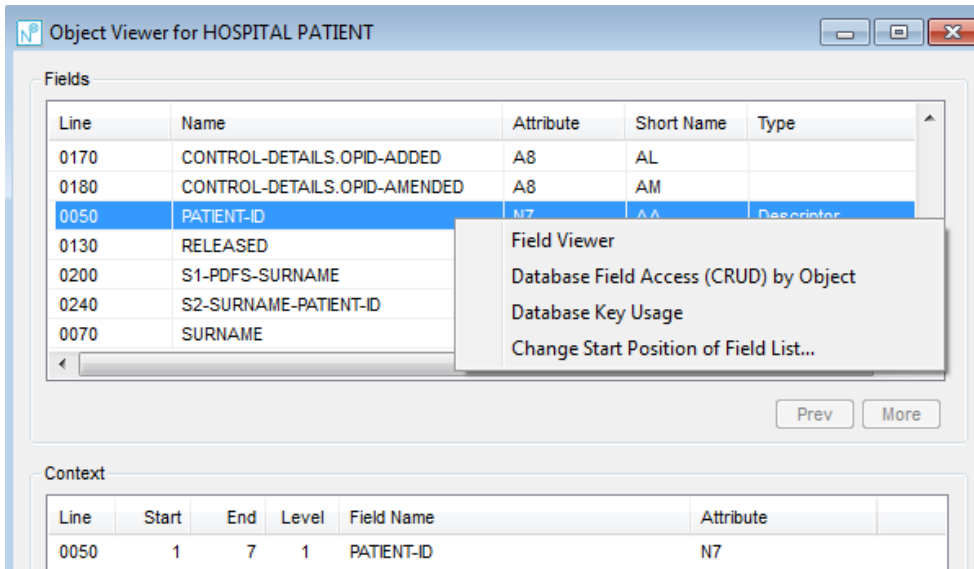 Object Viewer for HOSPITAL PATIENT
Fields
Line Name Attribute Short Name Type
0170 CONTROL-DETAILS.OPID-ADDED A8 AL
0180 CONTROL-DETAILS.OPID-AMENDED A8 AM
0050 PATIENT-ID N7 AA Descriptor
0130 RELEASED
0200 S1-PDFS-SURNAME
0240 S2-SURNAME-PATIENT-ID
0070 SURNAME
Field Viewer
Database Field Access (CRUD) by Object
Database Key Usage
Change Start Position of Field List...
Prev More
Context
Line Start End Level Field Name Attribute
0050 1 7 1 PATIENT-ID N7